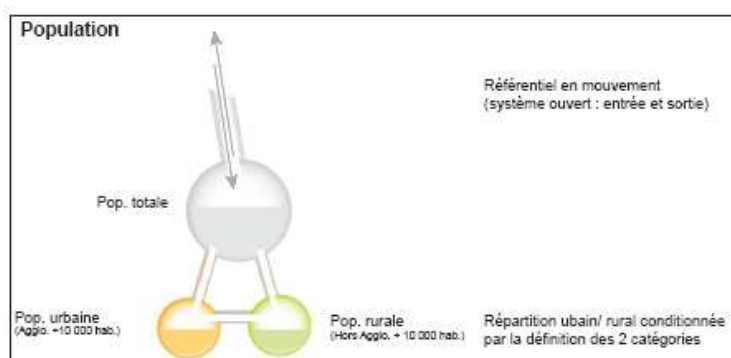 Population
Référentiel en mouvement
(système ouvert : entrée et sortie)
Pop. totale
Pop. urbaine
(Agglo. +10 000 hab.)
Pop. rurale
(Hors Agglo. + 10 000 hab.)
Répartition ubain/ rural conditionnée
par la définition des 2 catégories